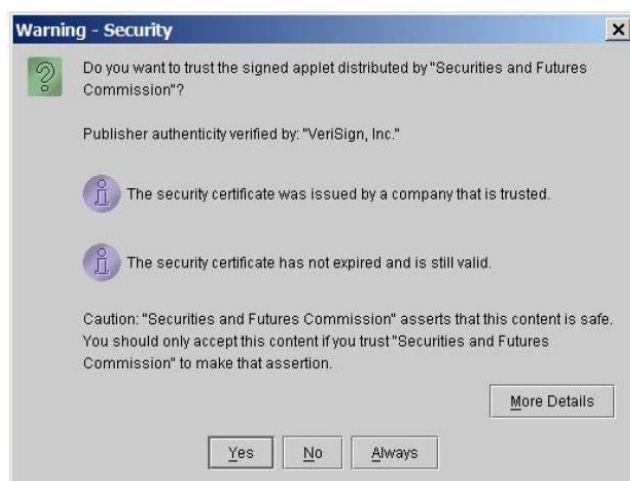 Warning - Security
Do you want to trust the signed applet distributed by "Securities and Futures
Commission"?
Publisher authenticity verified by: "VeriSign, Inc."
The security certificate was issued by a company that is trusted.
The security certificate has not expired and is still valid.
Caution: "Securities and Futures Commission" asserts that this content is safe.
You should only accept this content if you trust "Securities and Futures
Commission" to make that assertion.
More Details
Yes No Always